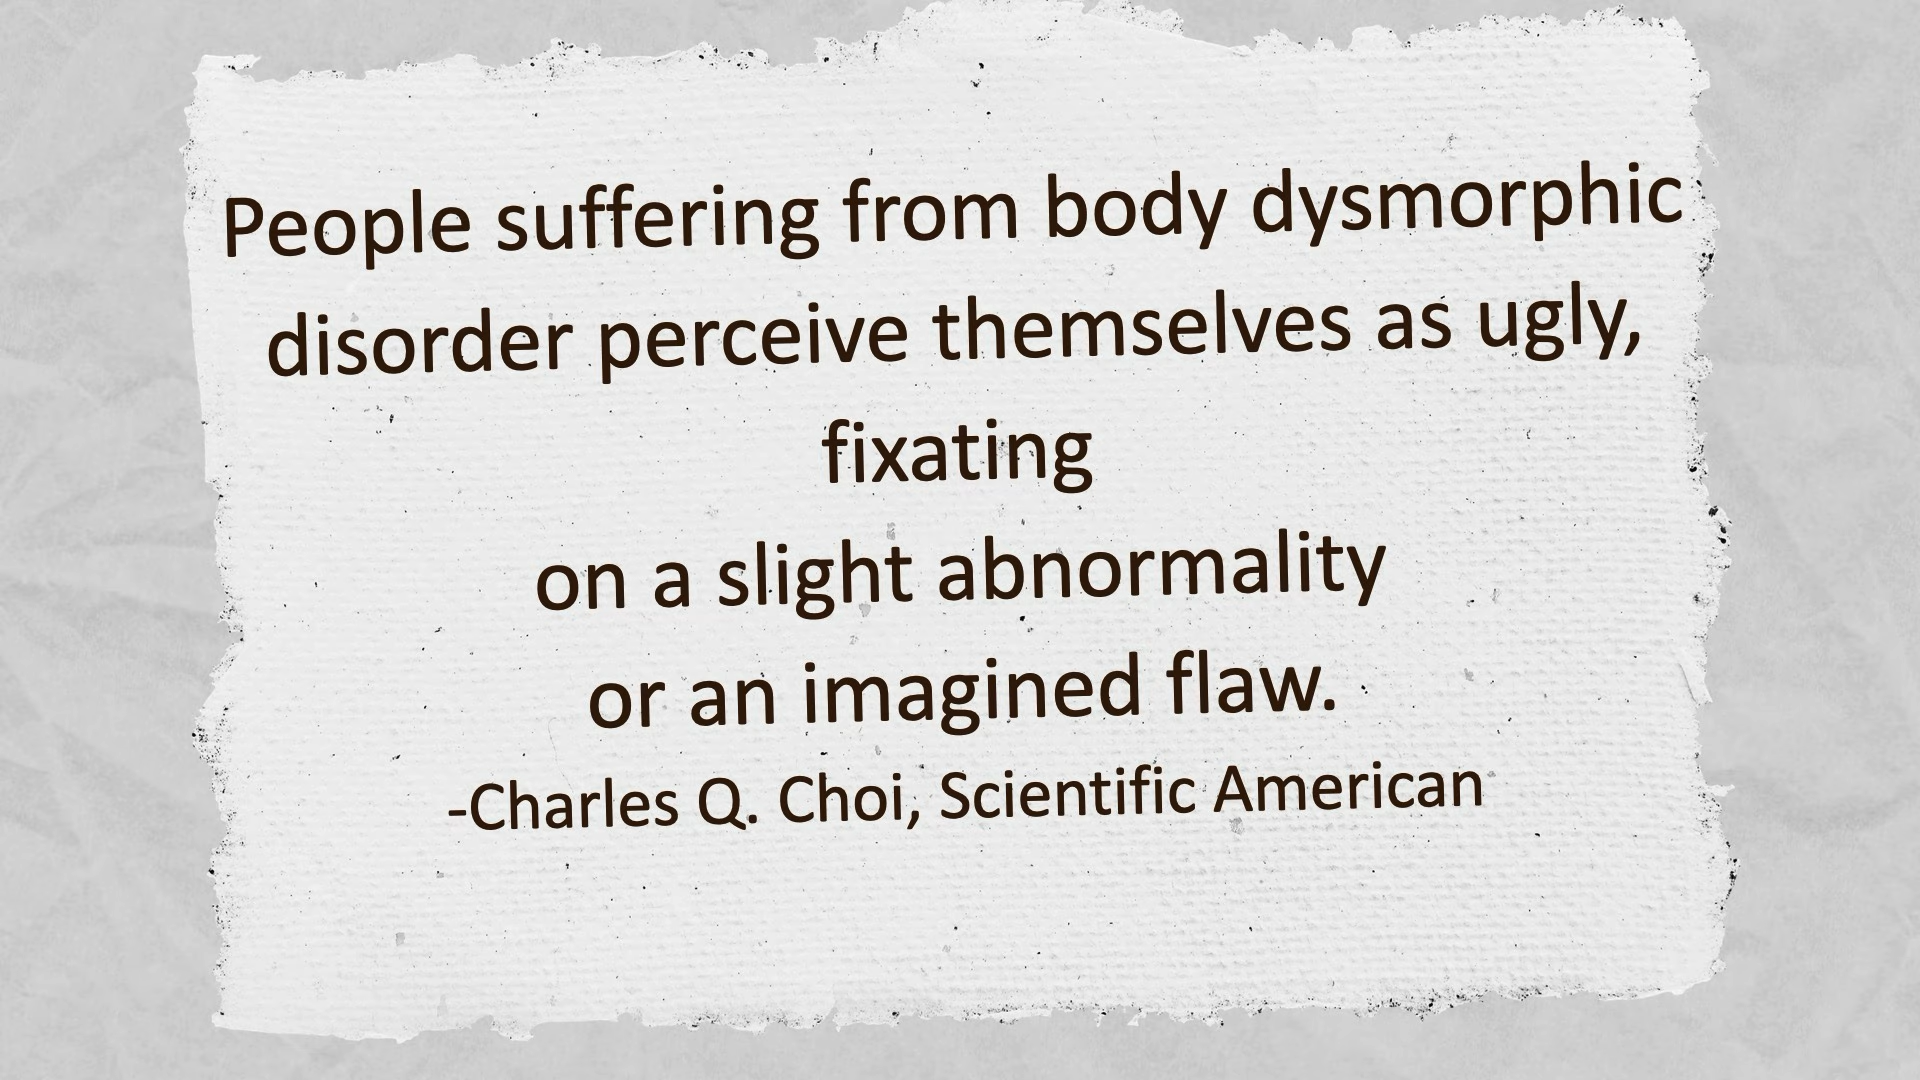 People suffering from body dysmorphic
disorder perceive themselves as ugly,
fixating
on a slight abnormality
or an imagined flaw.
-Charles Q. Choi, Scientific American